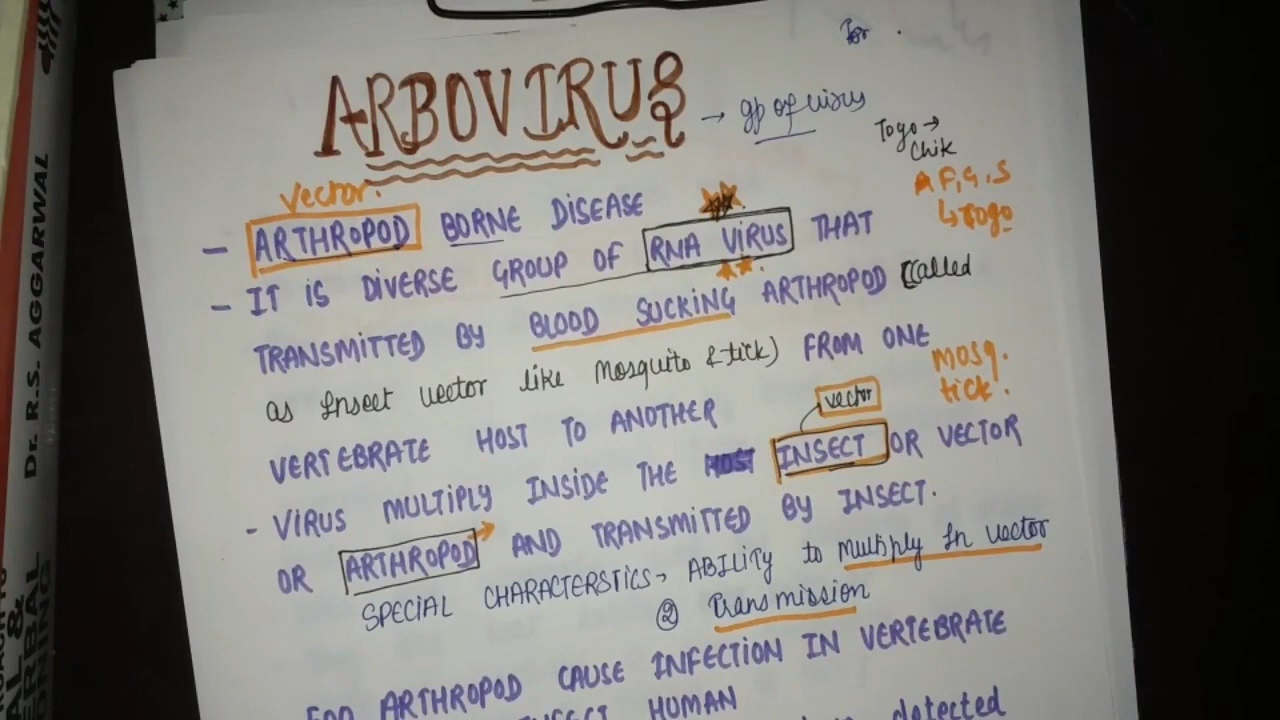 ARBOVIRUS → gp of virus
Togo →
Chik
F, G, S
↳ Togo
vector.
- ARTHROPOD BORNE DISEASE
- IT IS DIVERSE GROUP OF RNA VIRUS THAT
TRANSMITTED BY BLOOD SUCKING ARTHROPOD (Called
as Insect vector like Mosquito & tick) FROM ONE
mosq.
tick.
VERTEBRATE HOST TO ANOTHER
vector
- VIRUS MULTIPLY INSIDE THE INSECT OR VECTOR
OR ARTHROPOD AND TRANSMITTED BY INSECT.
SPECIAL CHARACTERSTICS → ABILITY to Multiply In vector
② Transmission
ARTHROPOD CAUSE INFECTION IN VERTEBRATE
HUMAN
detected
Dr. R.S. AGGARWAL